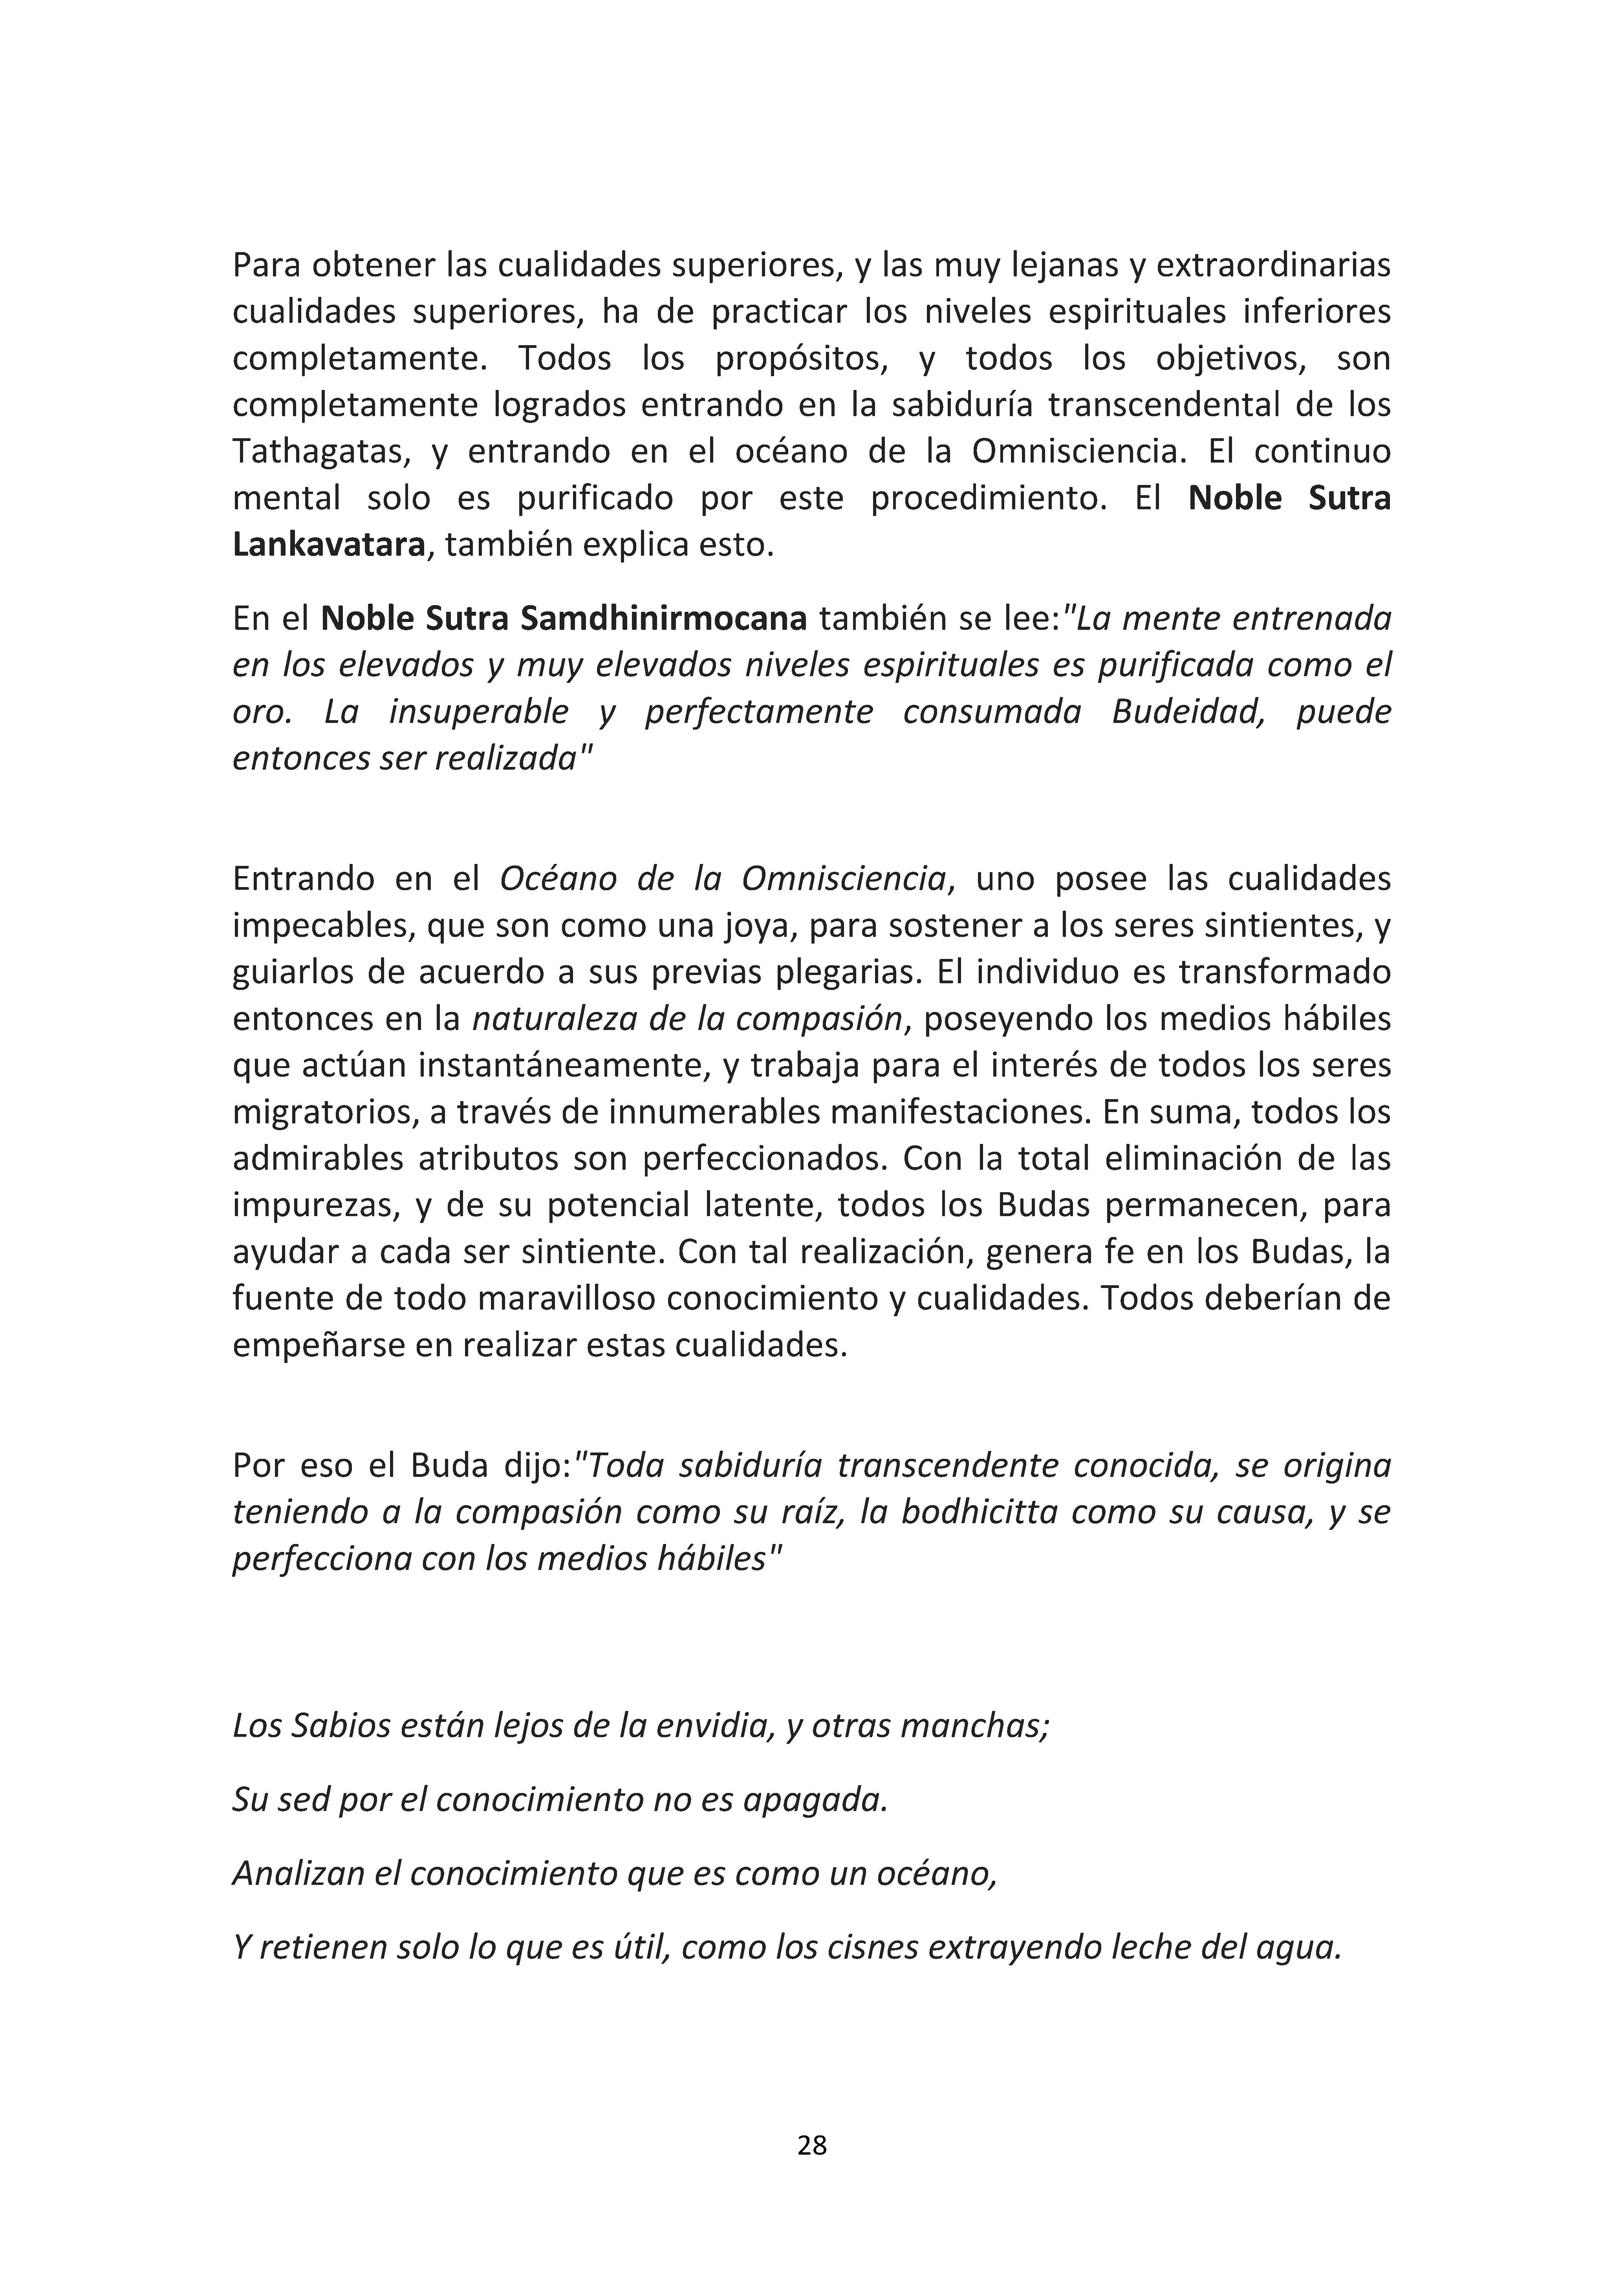 Para obtener las cualidades superiores, y las muy lejanas y extraordinarias
cualidades superiores, ha de practicar los niveles espirituales inferiores
completamente. Todos los propósitos, y todos los objetivos, son
completamente logrados entrando en la sabiduría transcendental de los
Tathagatas, y entrando en el océano de la Omnisciencia. El continuo
mental solo es purificado por este procedimiento. El Noble Sutra
Lankavatara, también explica esto.
En el Noble Sutra Samdhinirmocana también se lee:"La mente entrenada
en los elevados y muy elevados niveles espirituales es purificada como el
oro. La insuperable y perfectamente consumada Budeidad, puede
entonces ser realizada"
Entrando en el Océano de la Omnisciencia, uno posee las cualidades
impecables, que son como una joya, para sostener a los seres sintientes, y
guiarlos de acuerdo a sus previas plegarias. El individuo es transformado
entonces en la naturaleza de la compasión, poseyendo los medios hábiles
que actúan instantáneamente, y trabaja para el interés de todos los seres
migratorios, a través de innumerables manifestaciones. En suma, todos los
admirables atributos son perfeccionados. Con la total eliminación de las
impurezas, y de su potencial latente, todos los Budas permanecen, para
ayudar a cada ser sintiente. Con tal realización, genera fe en los Budas, la
fuente de todo maravilloso conocimiento y cualidades. Todos deberían de
empeñarse en realizar estas cualidades.
Por eso el Buda dijo:"Toda sabiduría transcendente conocida, se origina
teniendo a la compasión como su raíz, la bodhicitta como su causa, y se
perfecciona con los medios hábiles"
Los Sabios están lejos de la envidia, y otras manchas;
Su sed por el conocimiento no es apagada.
Analizan el conocimiento que es como un océano,
Y retienen solo lo que es útil, como los cisnes extrayendo leche del agua.
28